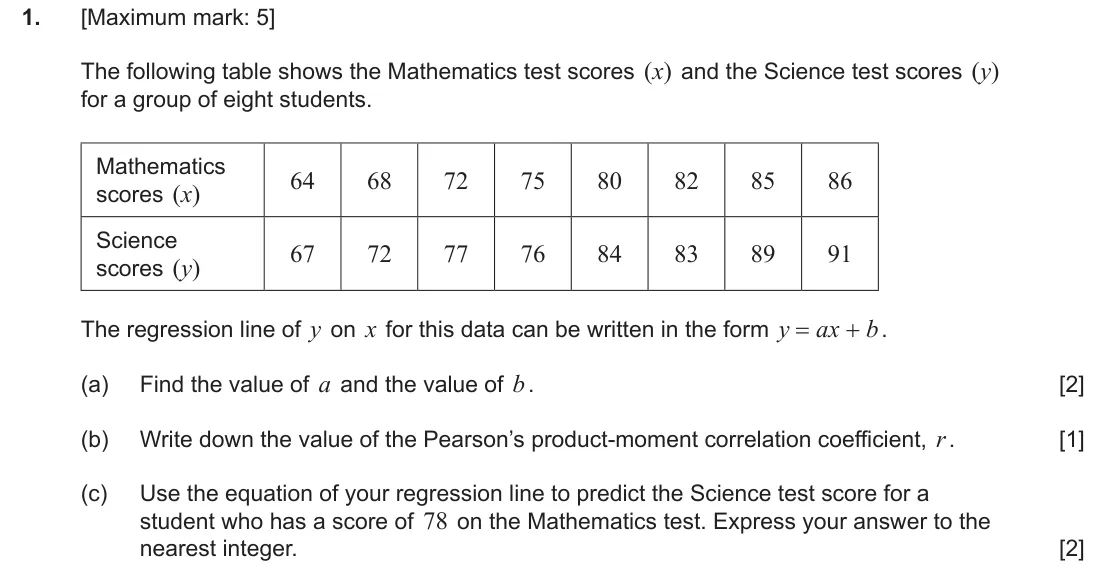 1. [Maximum mark: 5]
The following table shows the Mathematics test scores (x) and the Science test scores (y)
for a group of eight students.
Mathematics
scores (x) 64 68 72 75 80 82 85 86
Science
scores (y) 67 72 77 76 84 83 89 91
The regression line of y on x for this data can be written in the form y = ax + b.
(a) Find the value of a and the value of b. [2]
(b) Write down the value of the Pearson’s product-moment correlation coefficient, r. [1]
(c) Use the equation of your regression line to predict the Science test score for a
student who has a score of 78 on the Mathematics test. Express your answer to the
nearest integer. [2]